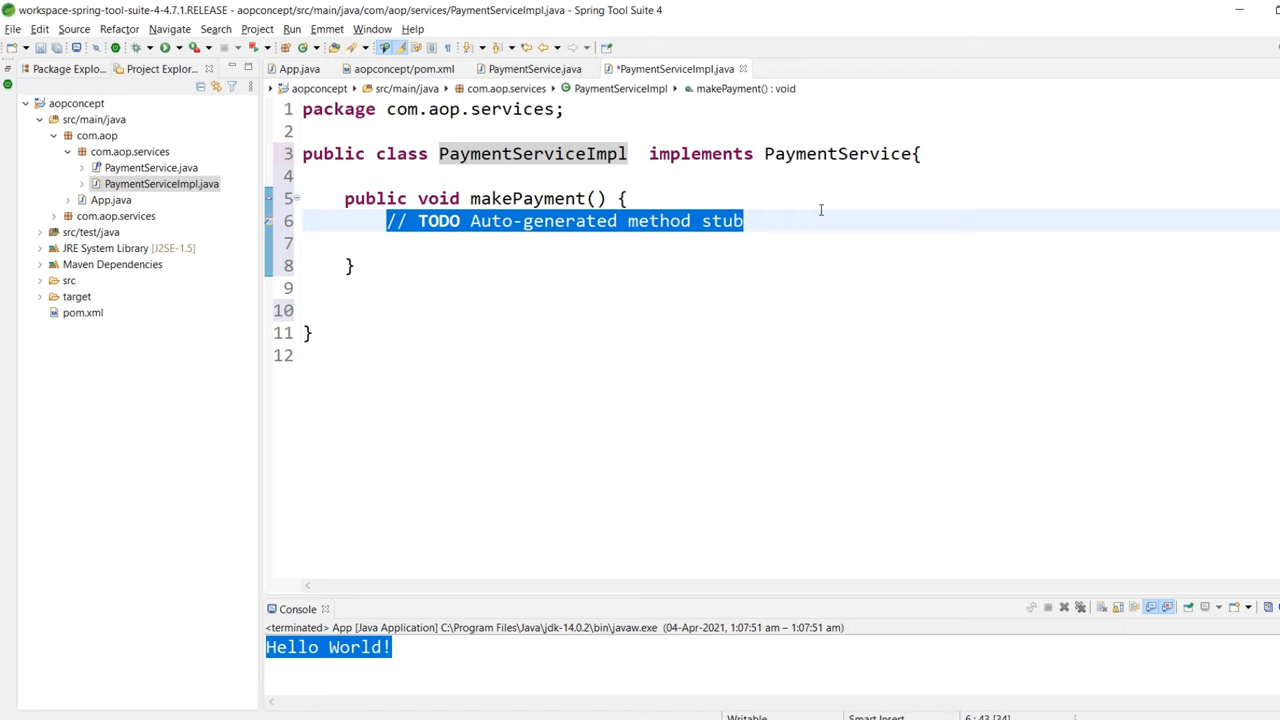 workspace-spring-tool-suite-4-4.7.1.RELEASE - aopconcept/src/main/java/com/aop/services/PaymentServiceImpl.java - Spring Tool Suite 4
File Edit Source Refactor Navigate Search Project Run Emmet Window Help
Package Explo... Project Explor... App.java aopconcept/pom.xml PaymentService.java *PaymentServiceImpl.java
aopconcept src/main/java com.aop.services PaymentServiceImpl makePayment() : void
aopconcept
src/main/java
com.aop
com.aop.services
PaymentService.java
PaymentServiceImpl.java
App.java
com.aop.services
src/test/java
JRE System Library [J2SE-1.5]
Maven Dependencies
src
target
pom.xml
1 package com.aop.services;
2
3 public class PaymentServiceImpl implements PaymentService{
4
5 public void makePayment() {
6 // TODO Auto-generated method stub
7
8 }
9
10
11 }
12
Console
<terminated> App [Java Application] C:\Program Files\Java\jdk-14.0.2\bin\javaw.exe (04-Apr-2021, 1:07:51 am – 1:07:51 am)
Hello World!
Writable Smart Insert 6 : 43 [34]